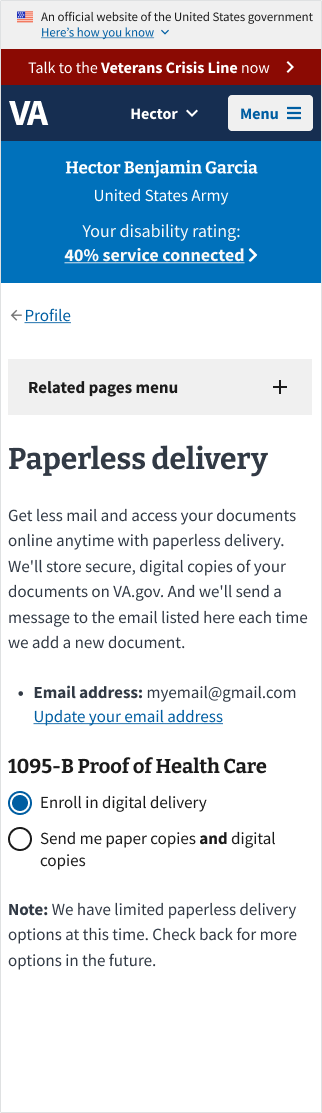 An official website of the United States government
Here's how you know
Talk to the Veterans Crisis Line now
VA
Hector
Menu
Hector Benjamin Garcia
United States Army
Your disability rating:
40% service connected
Profile
Related pages menu
Paperless delivery
Get less mail and access your documents
online anytime with paperless delivery.
We'll store secure, digital copies of your
documents on VA.gov. And we'll send a
message to the email listed here each time
we add a new document.
• Email address: myemail@gmail.com
Update your email address
1095-B Proof of Health Care
Enroll in digital delivery
Send me paper copies and digital
copies
Note: We have limited paperless delivery
options at this time. Check back for more
options in the future.